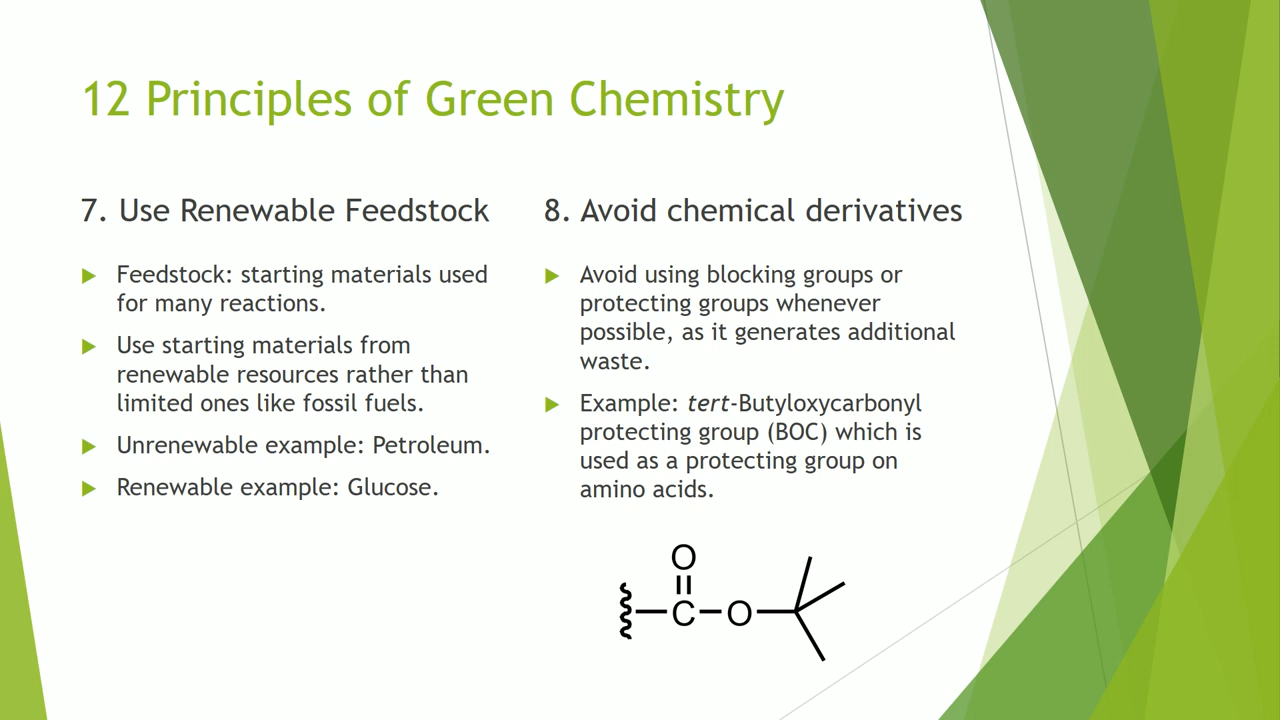 12 Principles of Green Chemistry
7. Use Renewable Feedstock
Feedstock: starting materials used
for many reactions.
Use starting materials from
renewable resources rather than
limited ones like fossil fuels.
Unrenewable example: Petroleum.
Renewable example: Glucose.
8. Avoid chemical derivatives
Avoid using blocking groups or
protecting groups whenever
possible, as it generates additional
waste.
Example: tert-Butyloxycarbonyl
protecting group (BOC) which is
used as a protecting group on
amino acids.
O
C O